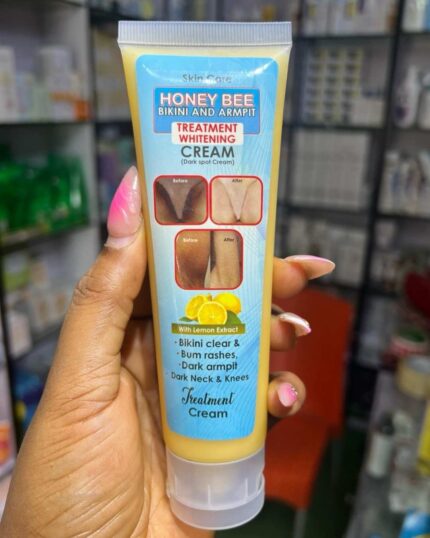 Skin Care
HONEY BEE
BIKINI AND ARMPIT
TREATMENT
WHITENING
CREAM
(Dark spot Cream)
Before After
Before After
With Lemon Extract
· Bikini clear &
· Bum rashes,
· Dark armpit
Dark Neck & Knees
Treatment
Cream